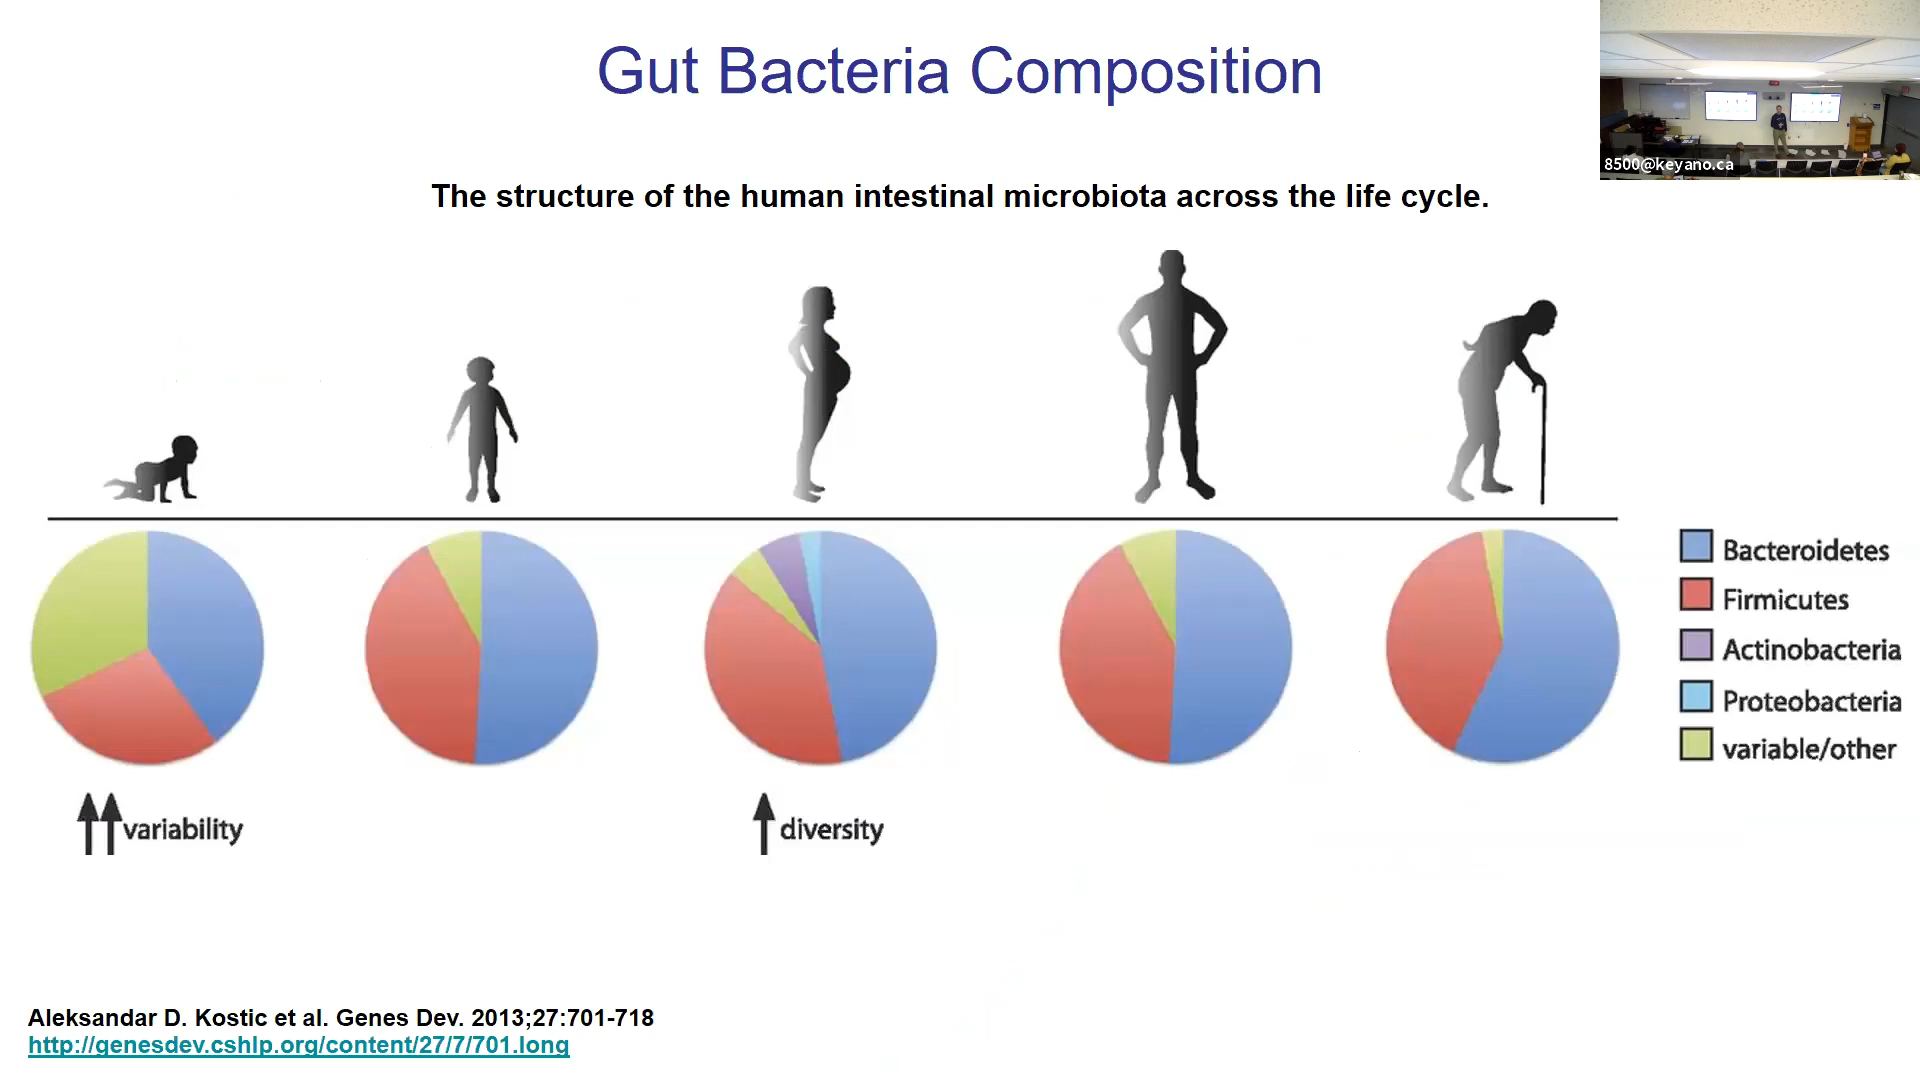 Gut Bacteria Composition
8500@keyano.ca
The structure of the human intestinal microbiota across the life cycle.
Bacteroidetes
Firmicutes
Actinobacteria
Proteobacteria
variable/other
variability
diversity
Aleksandar D. Kostic et al. Genes Dev. 2013;27:701-718
http://genesdev.cshlp.org/content/27/7/701.long